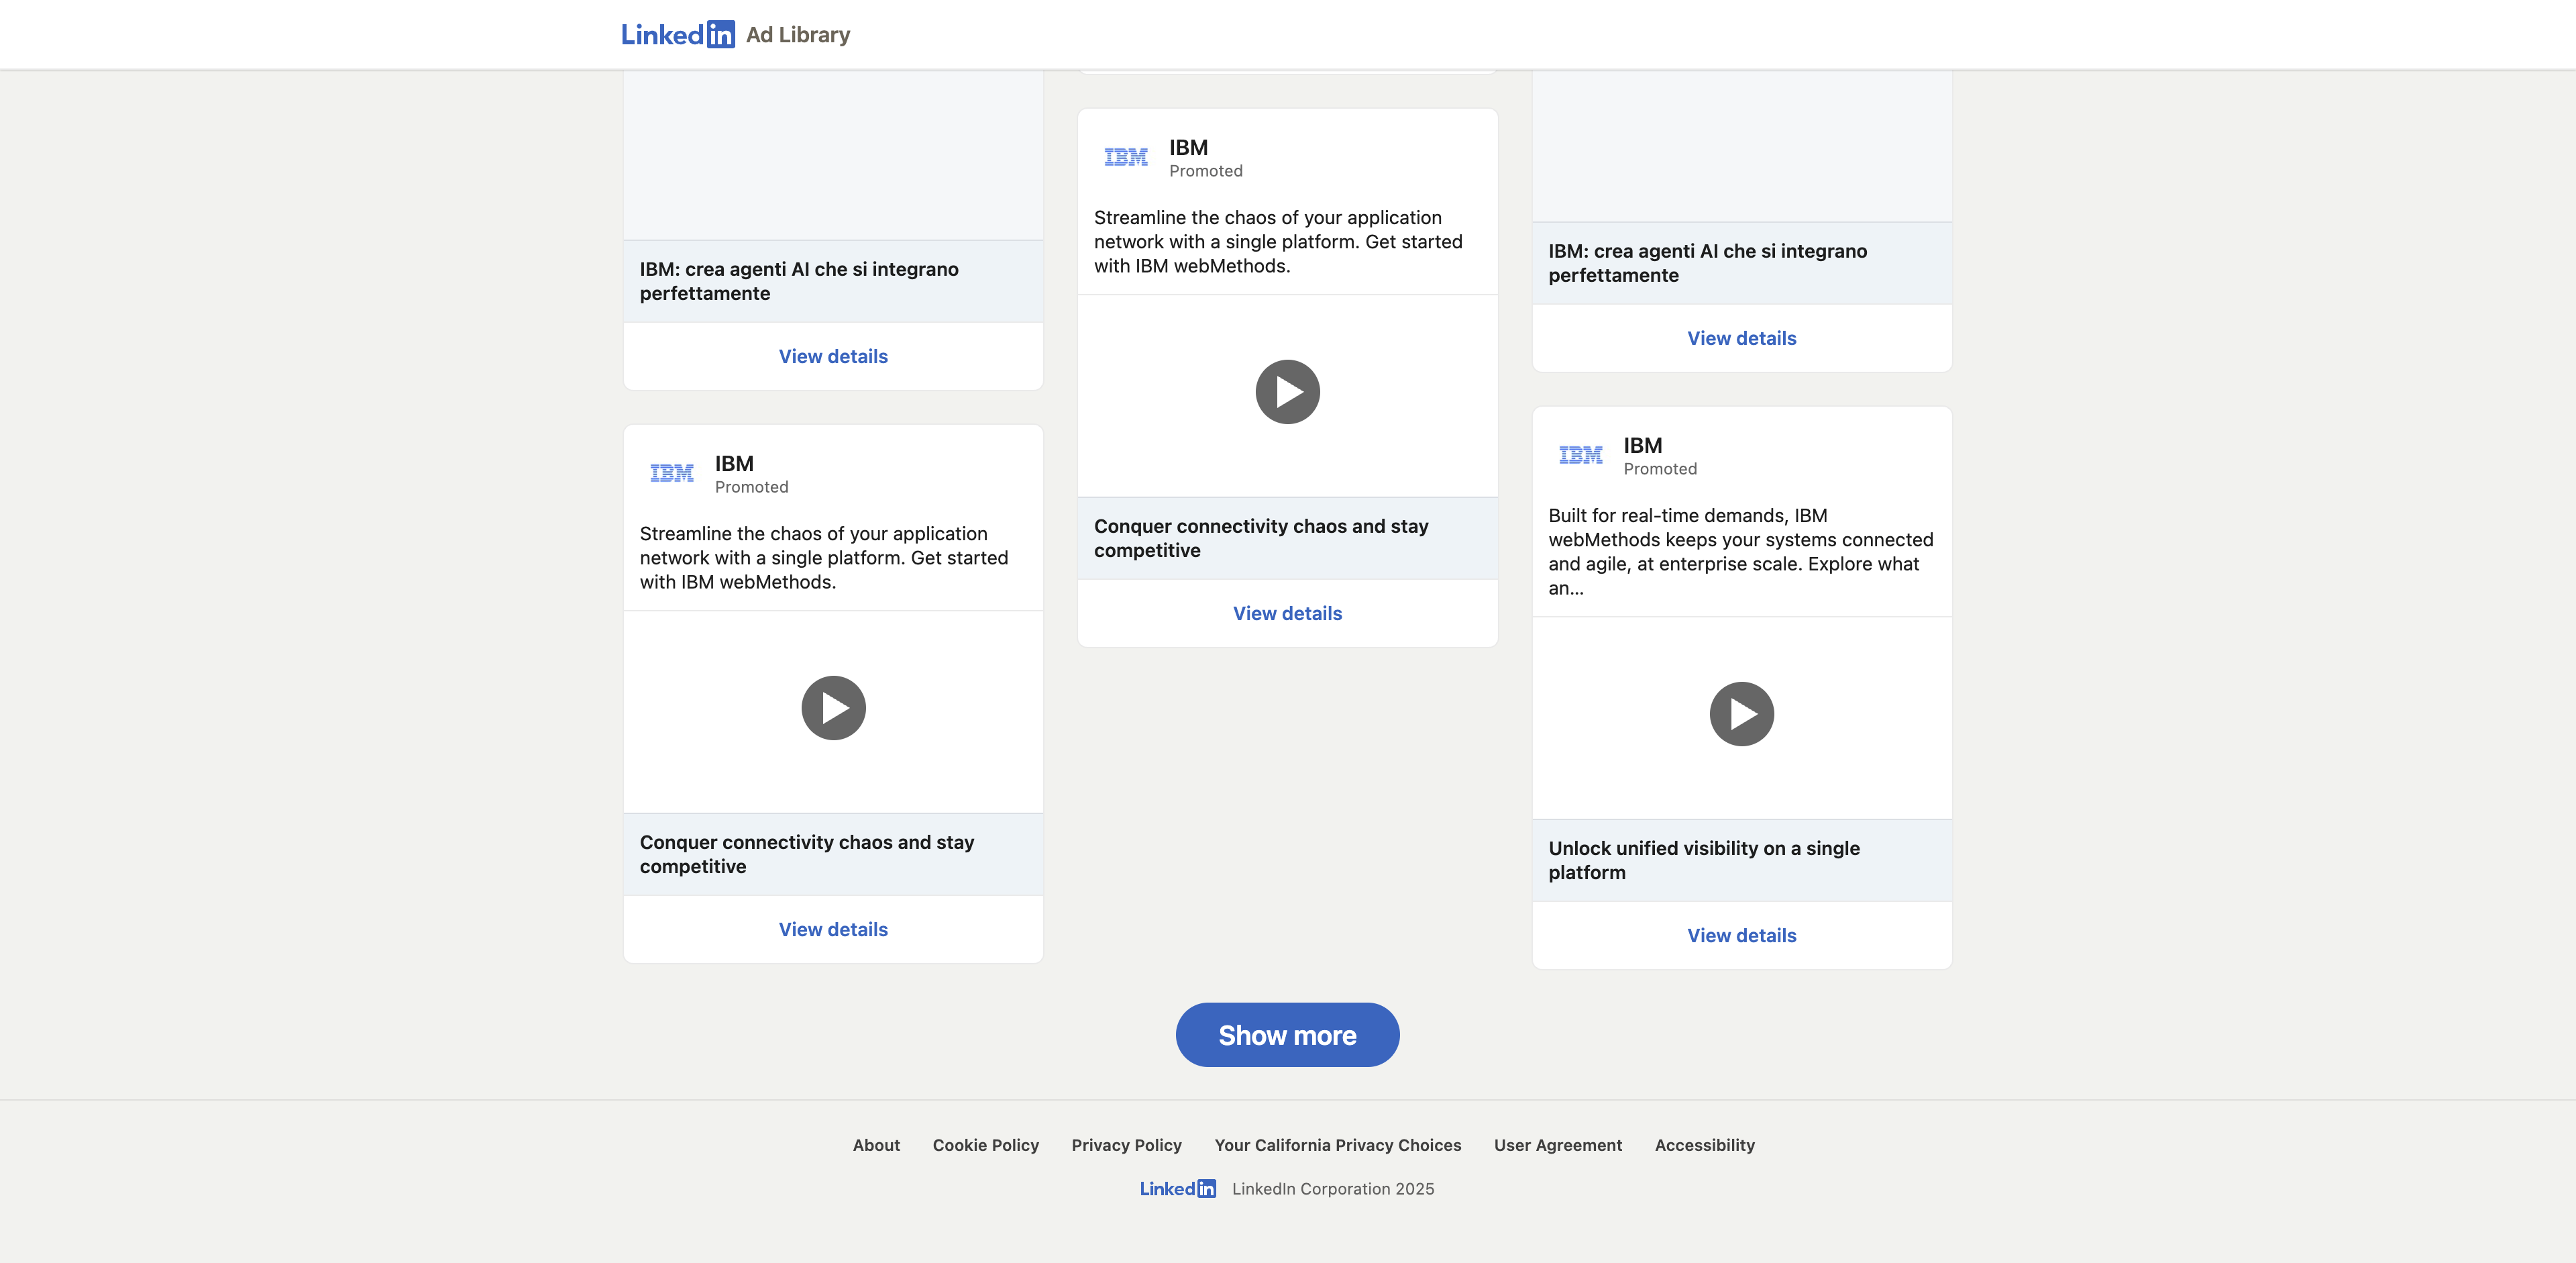 LinkedIn Ad Library
IBM: crea agenti AI che si integrano
perfettamente
View details
IBM
IBM
Promoted
Streamline the chaos of your application
network with a single platform. Get started
with IBM webMethods.
Conquer connectivity chaos and stay
competitive
View details
IBM
IBM
Promoted
Streamline the chaos of your application
network with a single platform. Get started
with IBM webMethods.
Conquer connectivity chaos and stay
competitive
View details
IBM: crea agenti AI che si integrano
perfettamente
View details
IBM
IBM
Promoted
Built for real-time demands, IBM
webMethods keeps your systems connected
and agile, at enterprise scale. Explore what
an...
Unlock unified visibility on a single
platform
View details
Show more
About Cookie Policy Privacy Policy Your California Privacy Choices User Agreement Accessibility
LinkedIn LinkedIn Corporation 2025